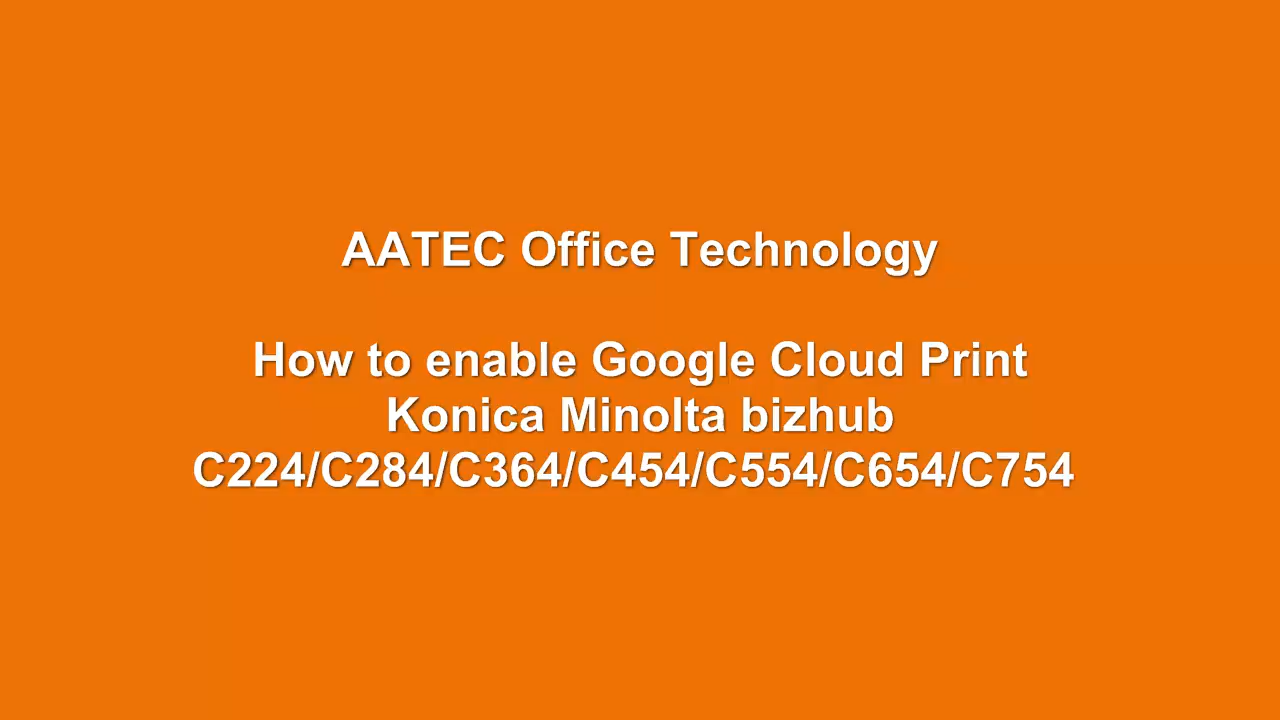 AATEC Office Technology
How to enable Google Cloud Print
Konica Minolta bizhub
C224/C284/C364/C454/C554/C654/C754